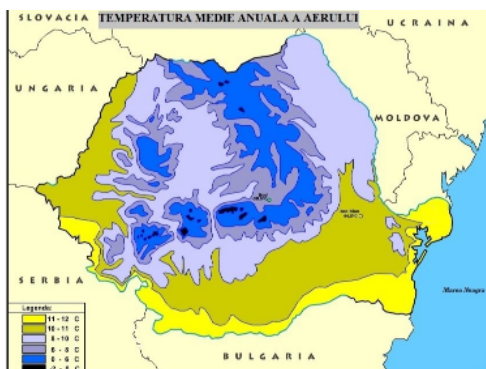 SLOVACIA
TEMPERATURA MEDIE ANUALA A AERULUI
UCRAINA
UNGARIA
MOLDOVA
SERBIA
Marea Neagra
BULGARIA
Legenda:
11 - 12 C
10 - 11 C
8 - 10 C
6 - 8 C
0 - 6 C